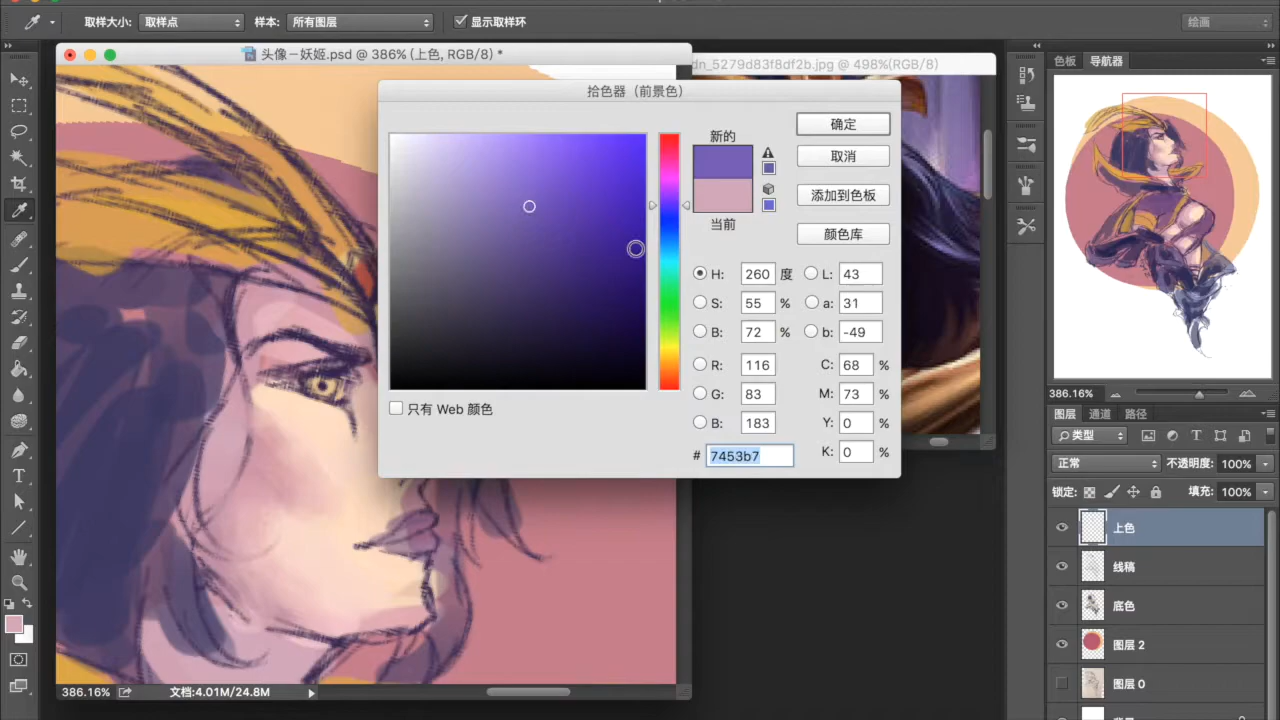 取样大小: 取样点 样本: 所有图层 显示取样环 绘画
头像－妖姬.psd @ 386% (上色, RGB/8) *
dn_5279d83f8df2b.jpg @ 498%(RGB/8)
拾色器（前景色）
新的
当前
确定
取消
添加到色板
颜色库
H: 260 度 L: 43
S: 55 % a: 31
B: 72 % b: -49
R: 116 C: 68 %
G: 83 M: 73 %
B: 183 Y: 0 %
# 7453b7 K: 0 %
只有 Web 颜色
色板 导航器
386.16%
图层 通道 路径
类型
正常 不透明度: 100%
锁定: 填充: 100%
上色
线稿
底色
图层 2
图层 0
386.16% 文档:4.01M/24.8M